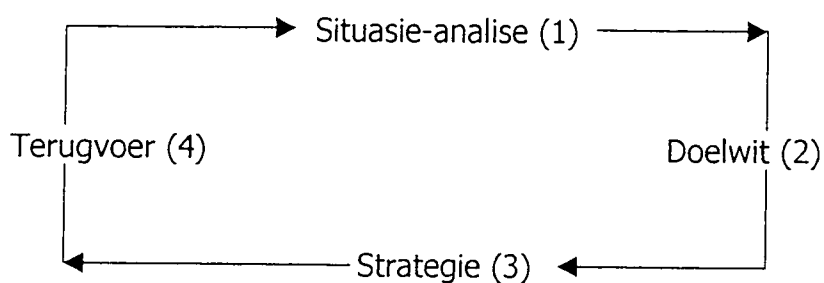 Situasie-analise (1)
Terugvoer (4)
Doelwit (2)
Strategie (3)